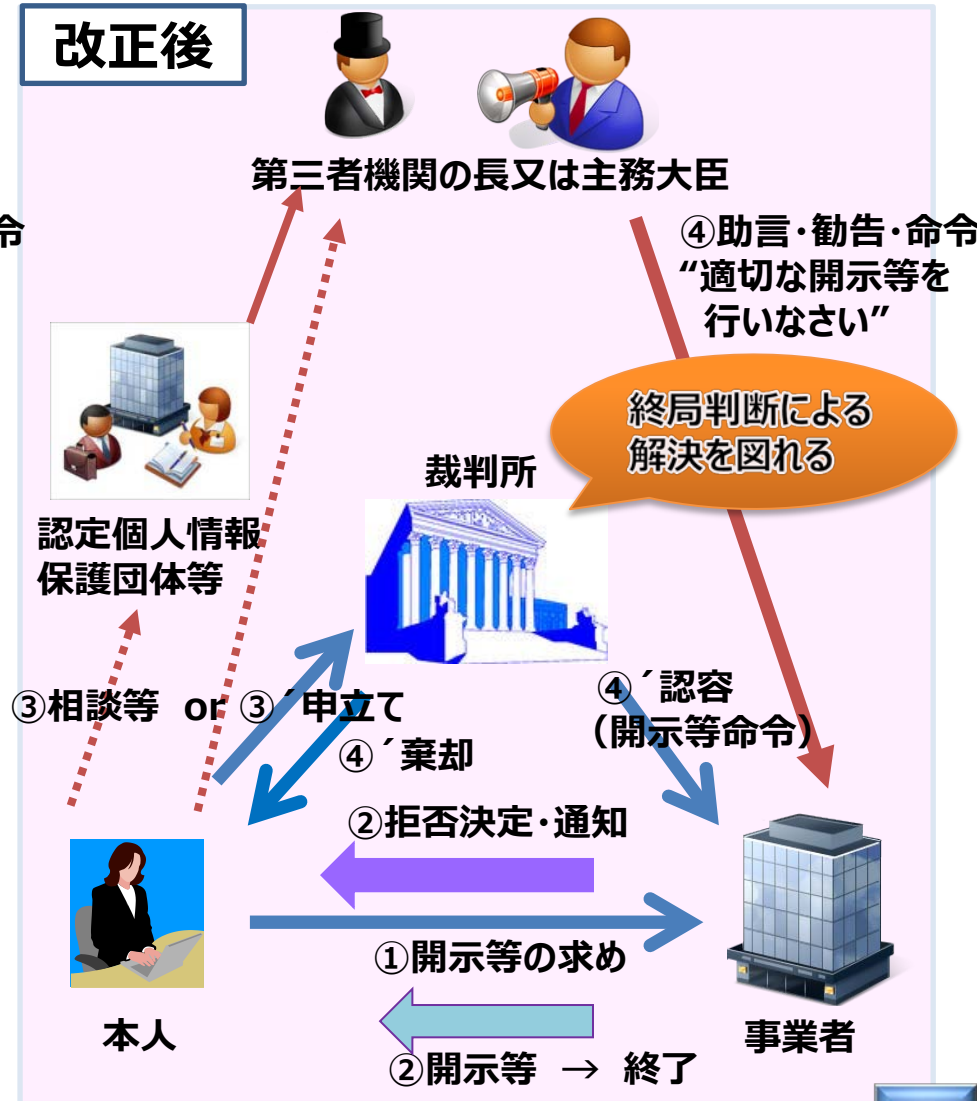 改正後
第三者機関の長又は主務大臣
令
④助言・勧告・命令
“適切な開示等を
行いなさい”
終局判断による
解決を図れる
裁判所
認定個人情報
保護団体等
③相談等 or ③´申立て
④´認容
（開示等命令）
④´棄却
②拒否決定・通知
①開示等の求め
本人
事業者
②開示等 → 終了